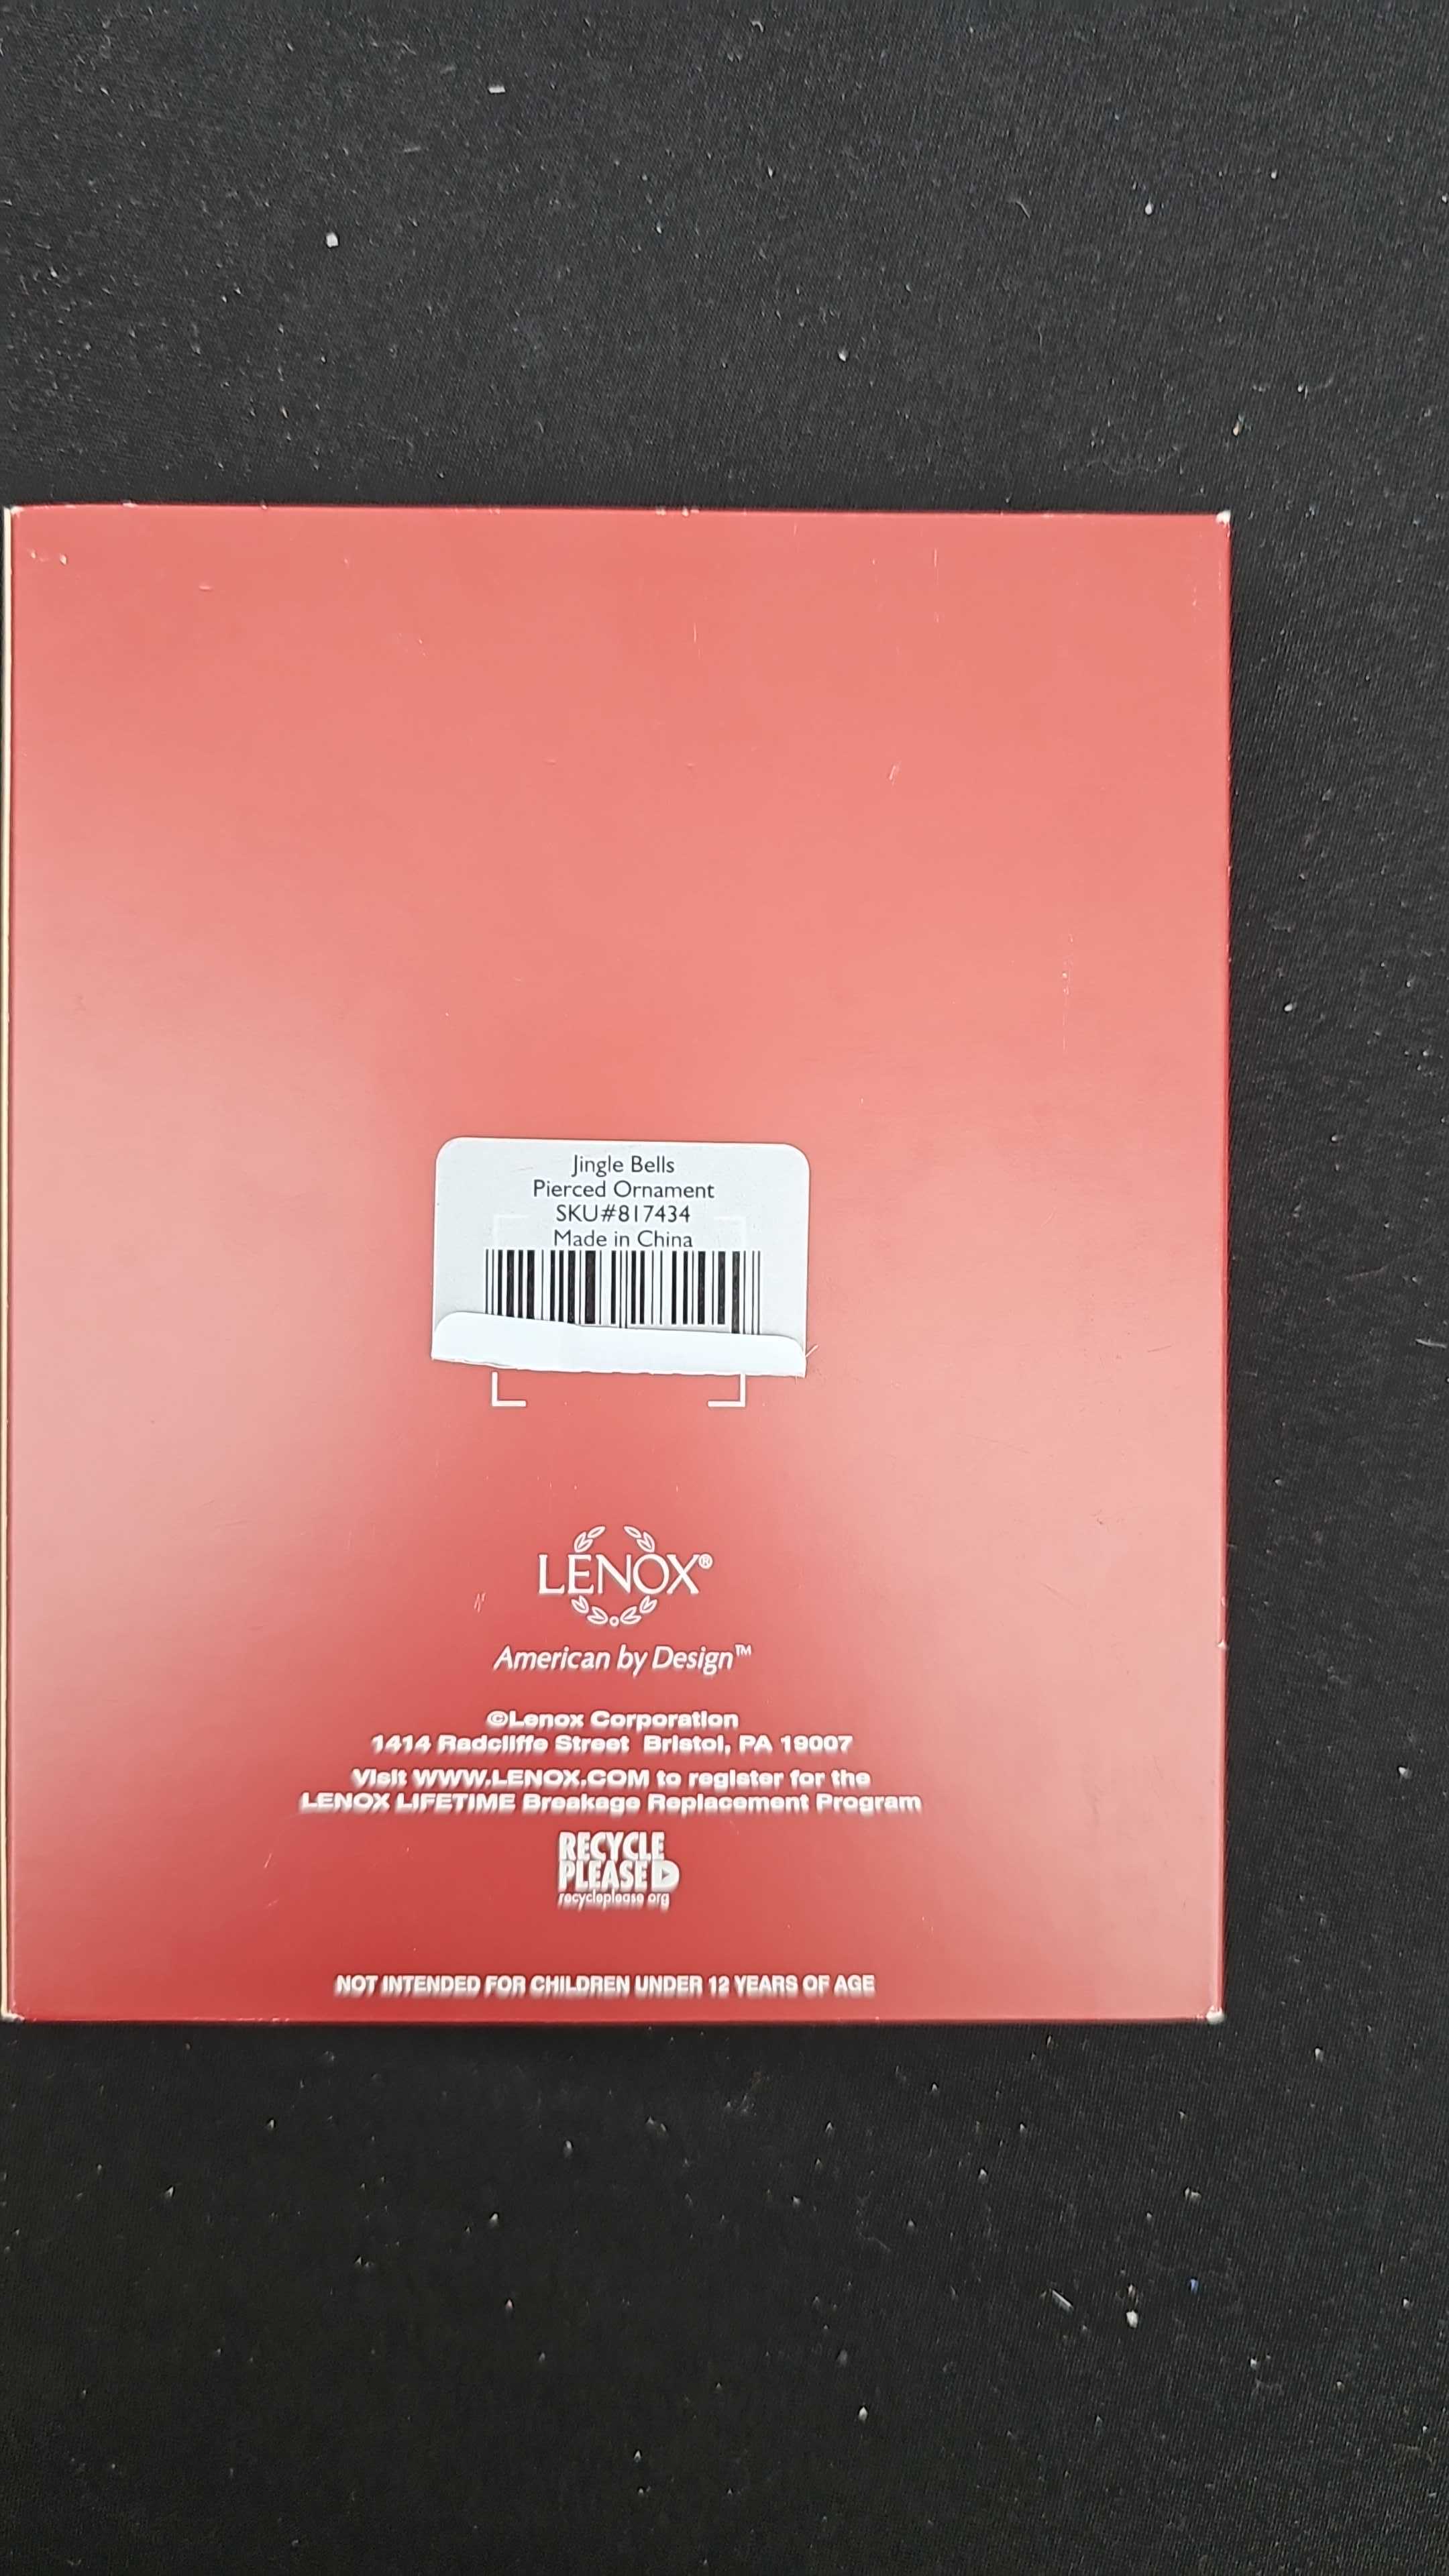 Jingle Bells
Pierced Ornament
SKU#817434
Made in China
LENOX®
American by Design™
©Lenox Corporation
1414 Radcliffe Street Bristol, PA 19007
Visit WWW.LENOX.COM to register for the
LENOX LIFETIME Breakage Replacement Program
RECYCLE
PLEASE
recycleplease.org
NOT INTENDED FOR CHILDREN UNDER 12 YEARS OF AGE